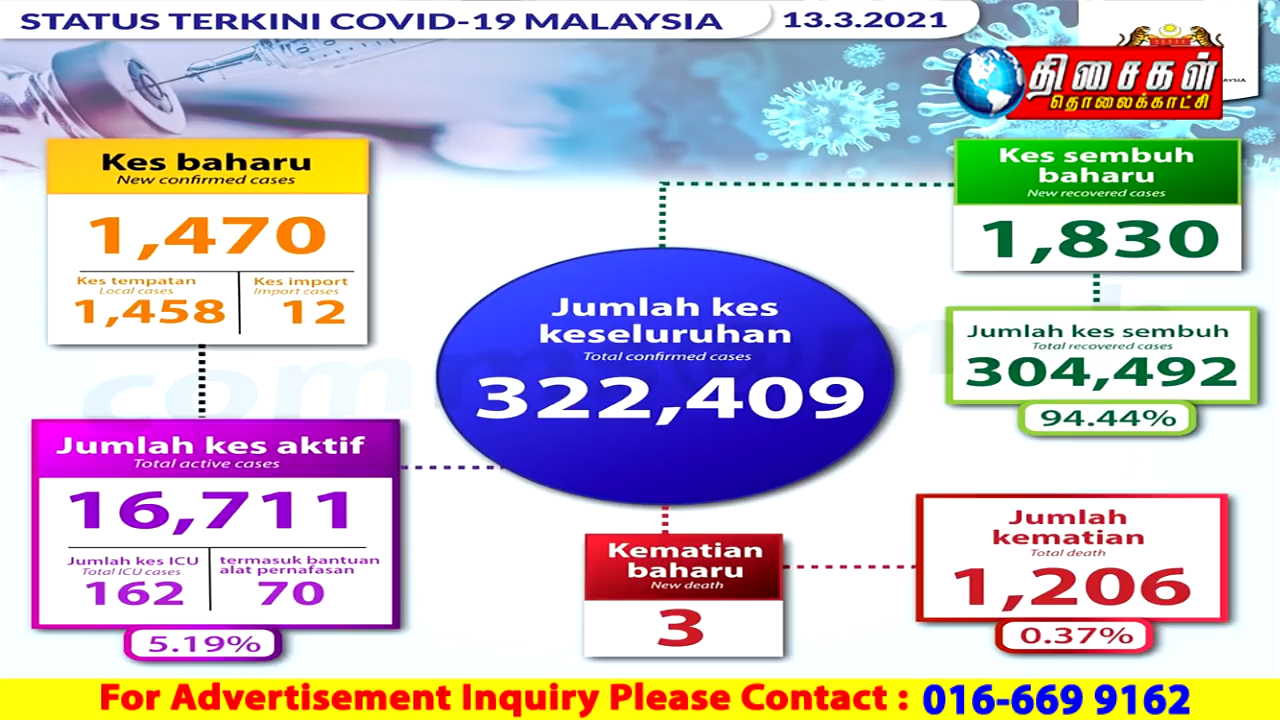 STATUS TERKINI COVID-19 MALAYSIA
13.3.2021
திசைகள்
தொலைக்காட்சி
Kes baharu
New confirmed cases
1,470
Kes tempatan
Local cases
1,458
Kes import
Import cases
12
Kes sembuh
baharu
New recovered cases
1,830
Jumlah kes sembuh
Total recovered cases
304,492
94.44%
Jumlah kes
keseluruhan
Total confirmed cases
322,409
Jumlah kes aktif
Total active cases
16,711
Jumlah kes ICU
Total ICU cases
162
termasuk bantuan
alat pernafasan
70
5.19%
Kematian
baharu
New death
3
Jumlah
kematian
Total death
1,206
0.37%
For Advertisement Inquiry Please Contact : 016-669 9162